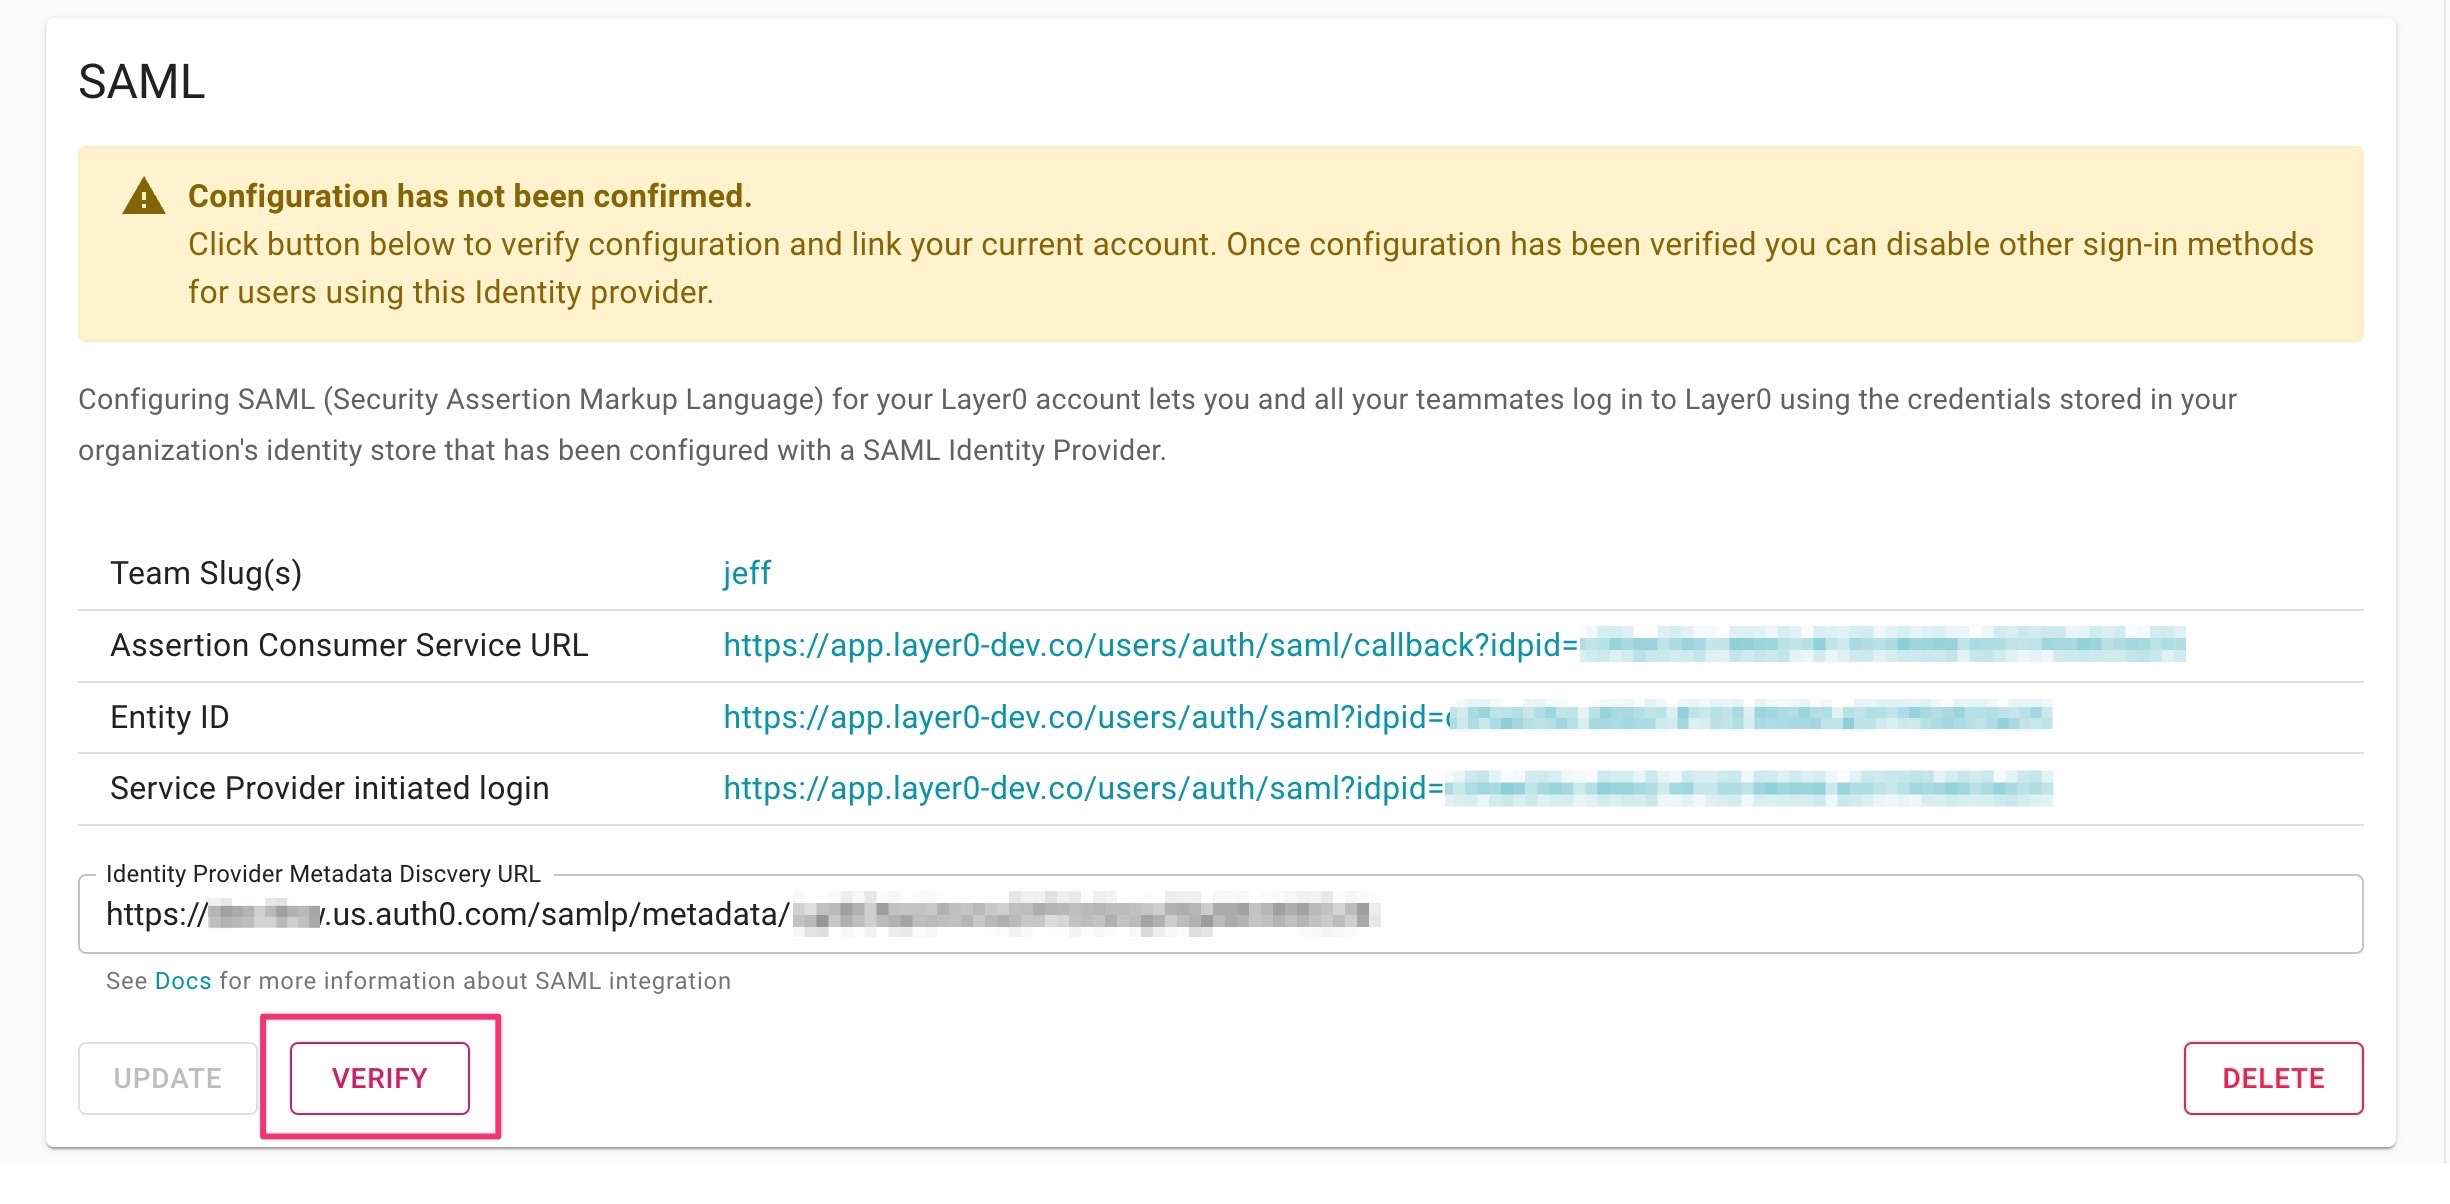 SAML
Configuration has not been confirmed.
Click button below to verify configuration and link your current account. Once configuration has been verified you can disable other sign-in methods
for users using this Identity provider.
Configuring SAML (Security Assertion Markup Language) for your Layer0 account lets you and all your teammates log in to Layer0 using the credentials stored in your
organization's identity store that has been configured with a SAML Identity Provider.
Team Slug(s) jeff
Assertion Consumer Service URL https://app.layer0-dev.co/users/auth/saml/callback?idpid=
Entity ID https://app.layer0-dev.co/users/auth/saml?idpid=
Service Provider initiated login https://app.layer0-dev.co/users/auth/saml?idpid=
Identity Provider Metadata Discvery URL
https:// .us.auth0.com/samlp/metadata/
See Docs for more information about SAML integration
UPDATE VERIFY DELETE